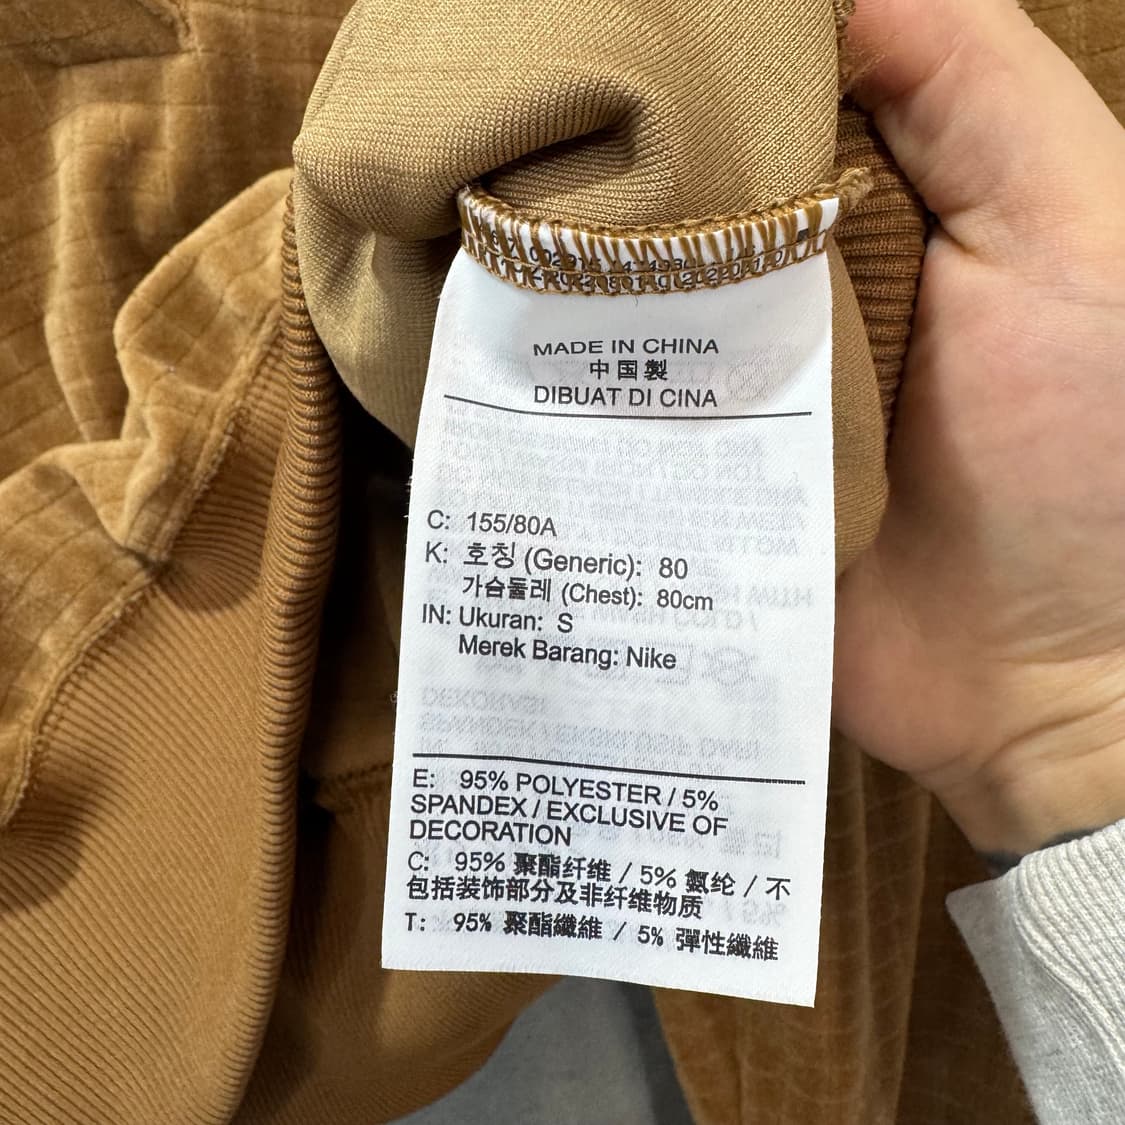 MADE IN CHINA
中国製
DIBUAT DI CINA
C: 155/80A
K: 호칭 (Generic): 80
가슴둘레 (Chest): 80cm
IN: Ukuran: S
Merek Barang: Nike
E: 95% POLYESTER / 5%
SPANDEX / EXCLUSIVE OF
DECORATION
C: 95% 聚酯纤维 / 5% 氨纶 / 不
包括装饰部分及非纤维物质
T: 95% 聚酯纖維 / 5% 彈性纖維